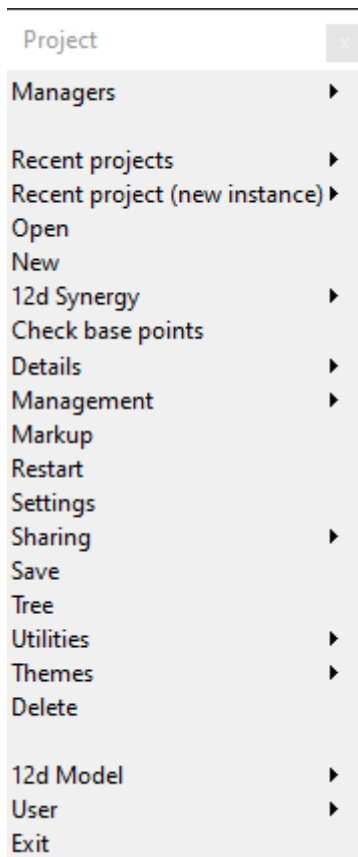 Project
x
Managers
Recent projects
Recent project (new instance)
Open
New
12d Synergy
Check base points
Details
Management
Markup
Restart
Settings
Sharing
Save
Tree
Utilities
Themes
Delete
12d Model
User
Exit